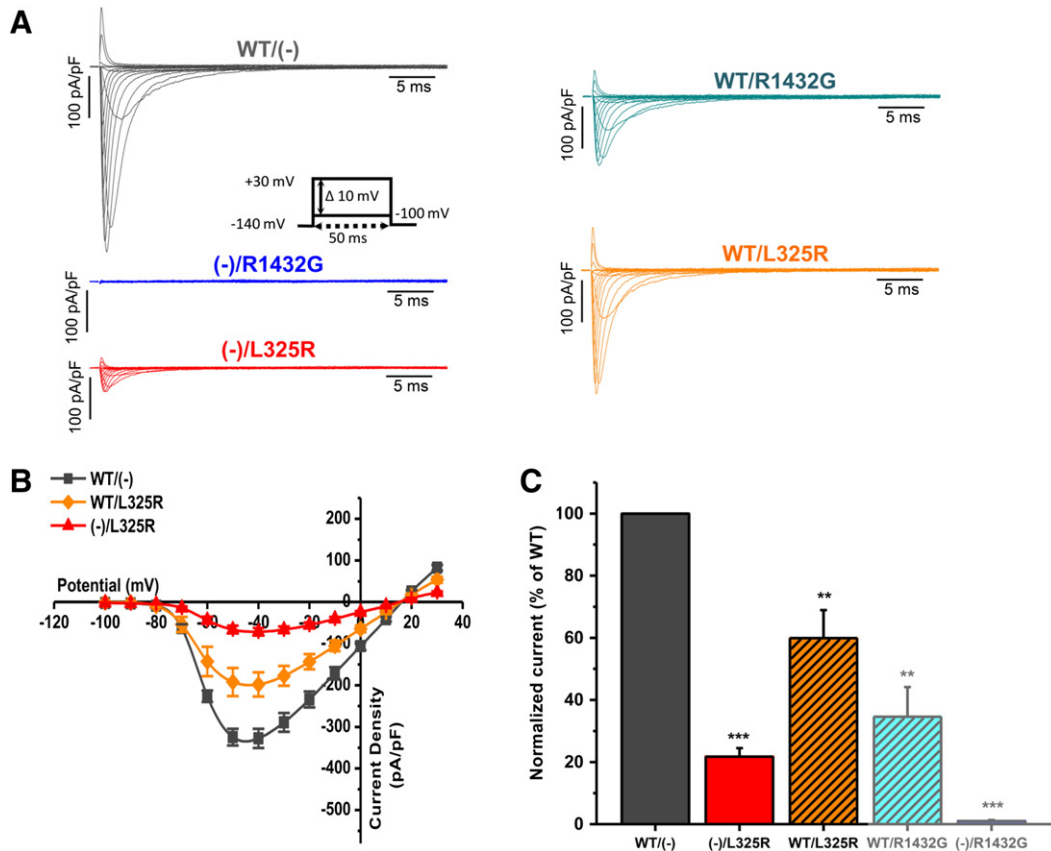 A
WT/(-)
100 pA/pF
5 ms
+30 mV
Δ 10 mV
-140 mV
-100 mV
50 ms
(-)/R1432G
100 pA/pF
5 ms
(-)/L325R
100 pA/pF
5 ms
WT/R1432G
100 pA/pF
5 ms
WT/L325R
100 pA/pF
5 ms
B
WT/(-)
WT/L325R
(-)/L325R
Potential (mV)
-120 -100 -80 -60 -40 -20 0 20 40
200
100
0
-100
-200
-300
-400
-500
Current Density
(pA/pF)
C
Normalized current (% of WT)
100
80
60
40
20
0
***
**
**
***
WT/(-) (-)/L325R WT/L325R WT/R1432G (-)/R1432G